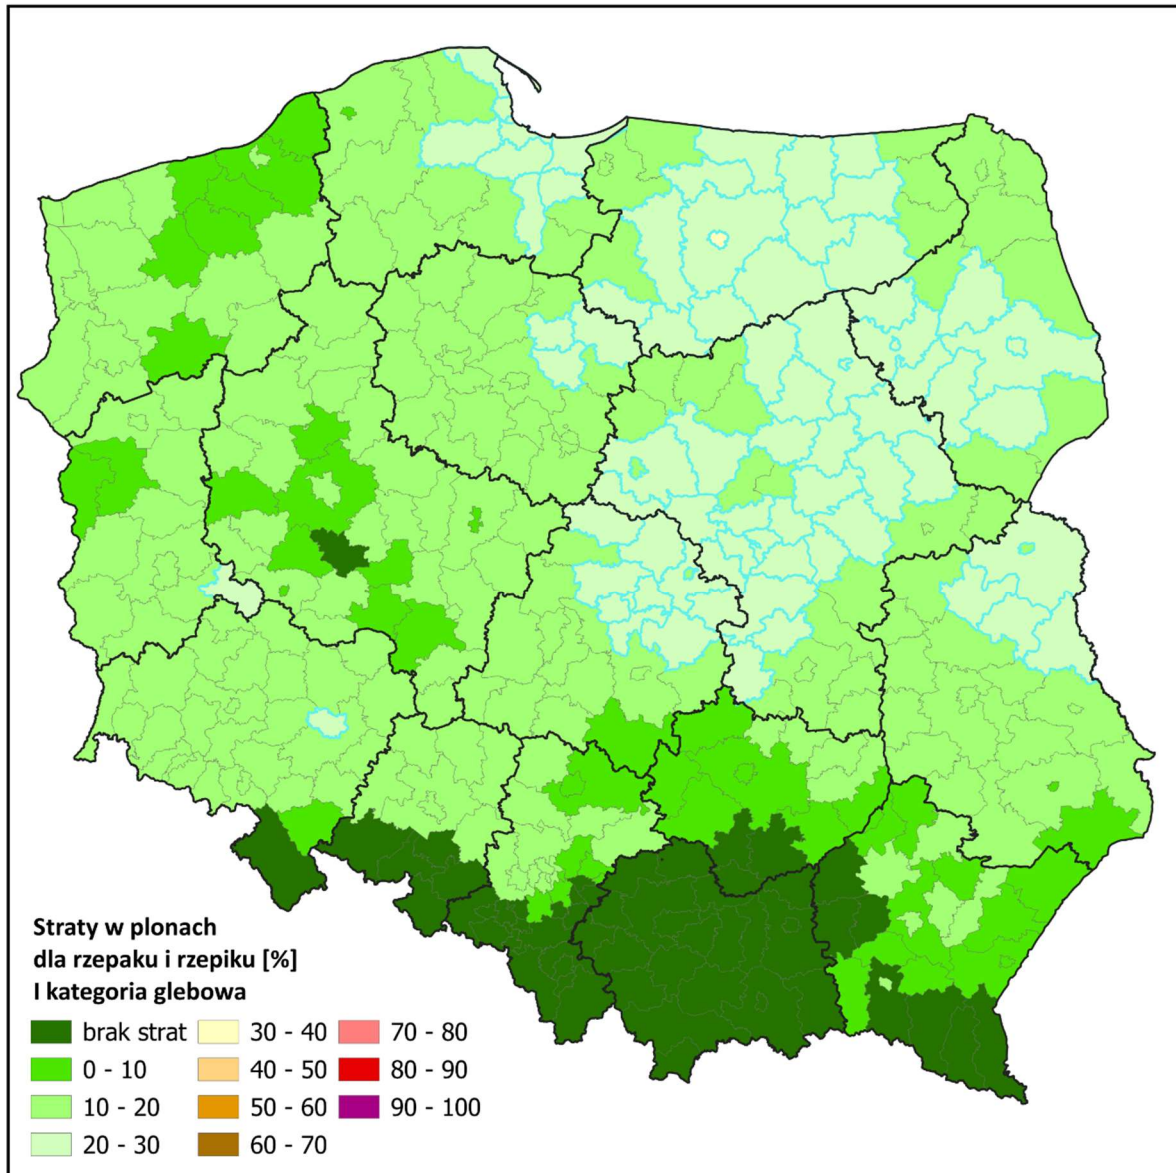 Straty w plonach
dla rzepaku i rzepiku [%]
I kategoria glebowa
brak strat
0 - 10
10 - 20
20 - 30
30 - 40
40 - 50
50 - 60
60 - 70
70 - 80
80 - 90
90 - 100